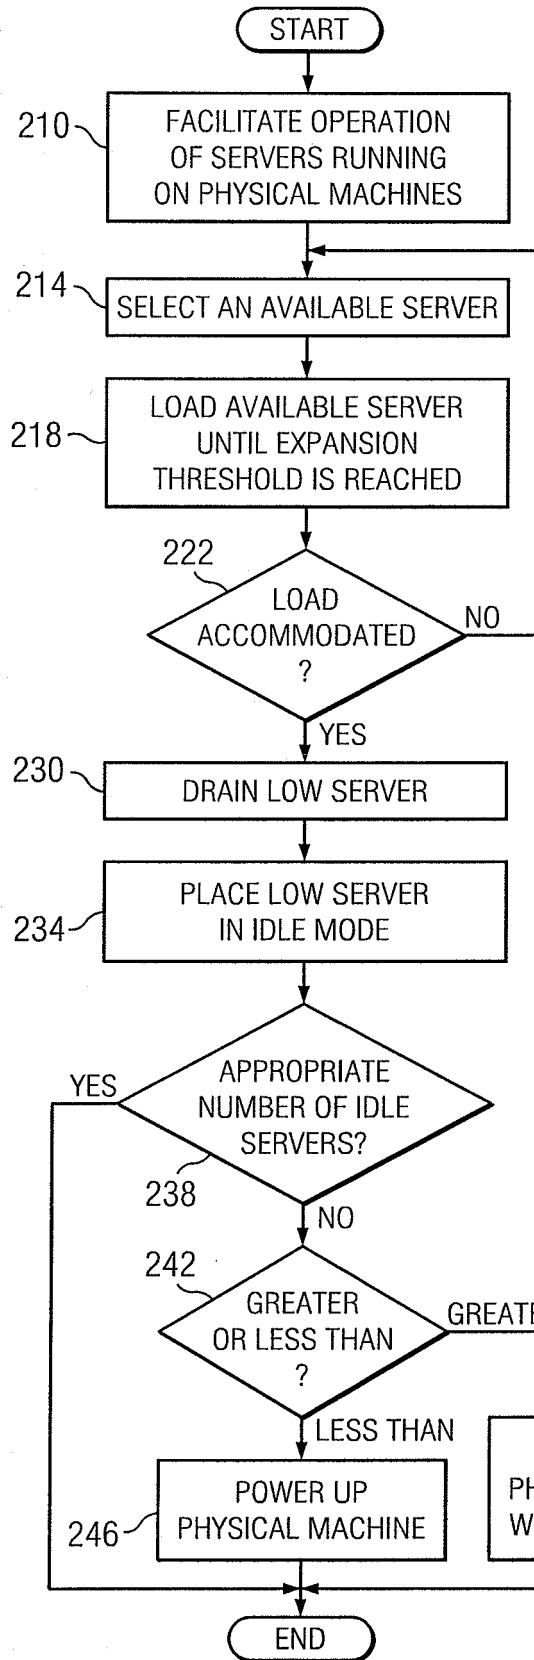 START
210
FACILITATE OPERATION
OF SERVERS RUNNING
ON PHYSICAL MACHINES
214
SELECT AN AVAILABLE SERVER
218
LOAD AVAILABLE SERVER
UNTIL EXPANSION
THRESHOLD IS REACHED
222
LOAD
ACCOMMODATED
?
NO
YES
230
DRAIN LOW SERVER
234
PLACE LOW SERVER
IN IDLE MODE
YES
APPROPRIATE
NUMBER OF IDLE
SERVERS?
238
NO
242
GREATER
OR LESS THAN
?
LESS THAN
246
POWER UP
PHYSICAL MACHINE
END